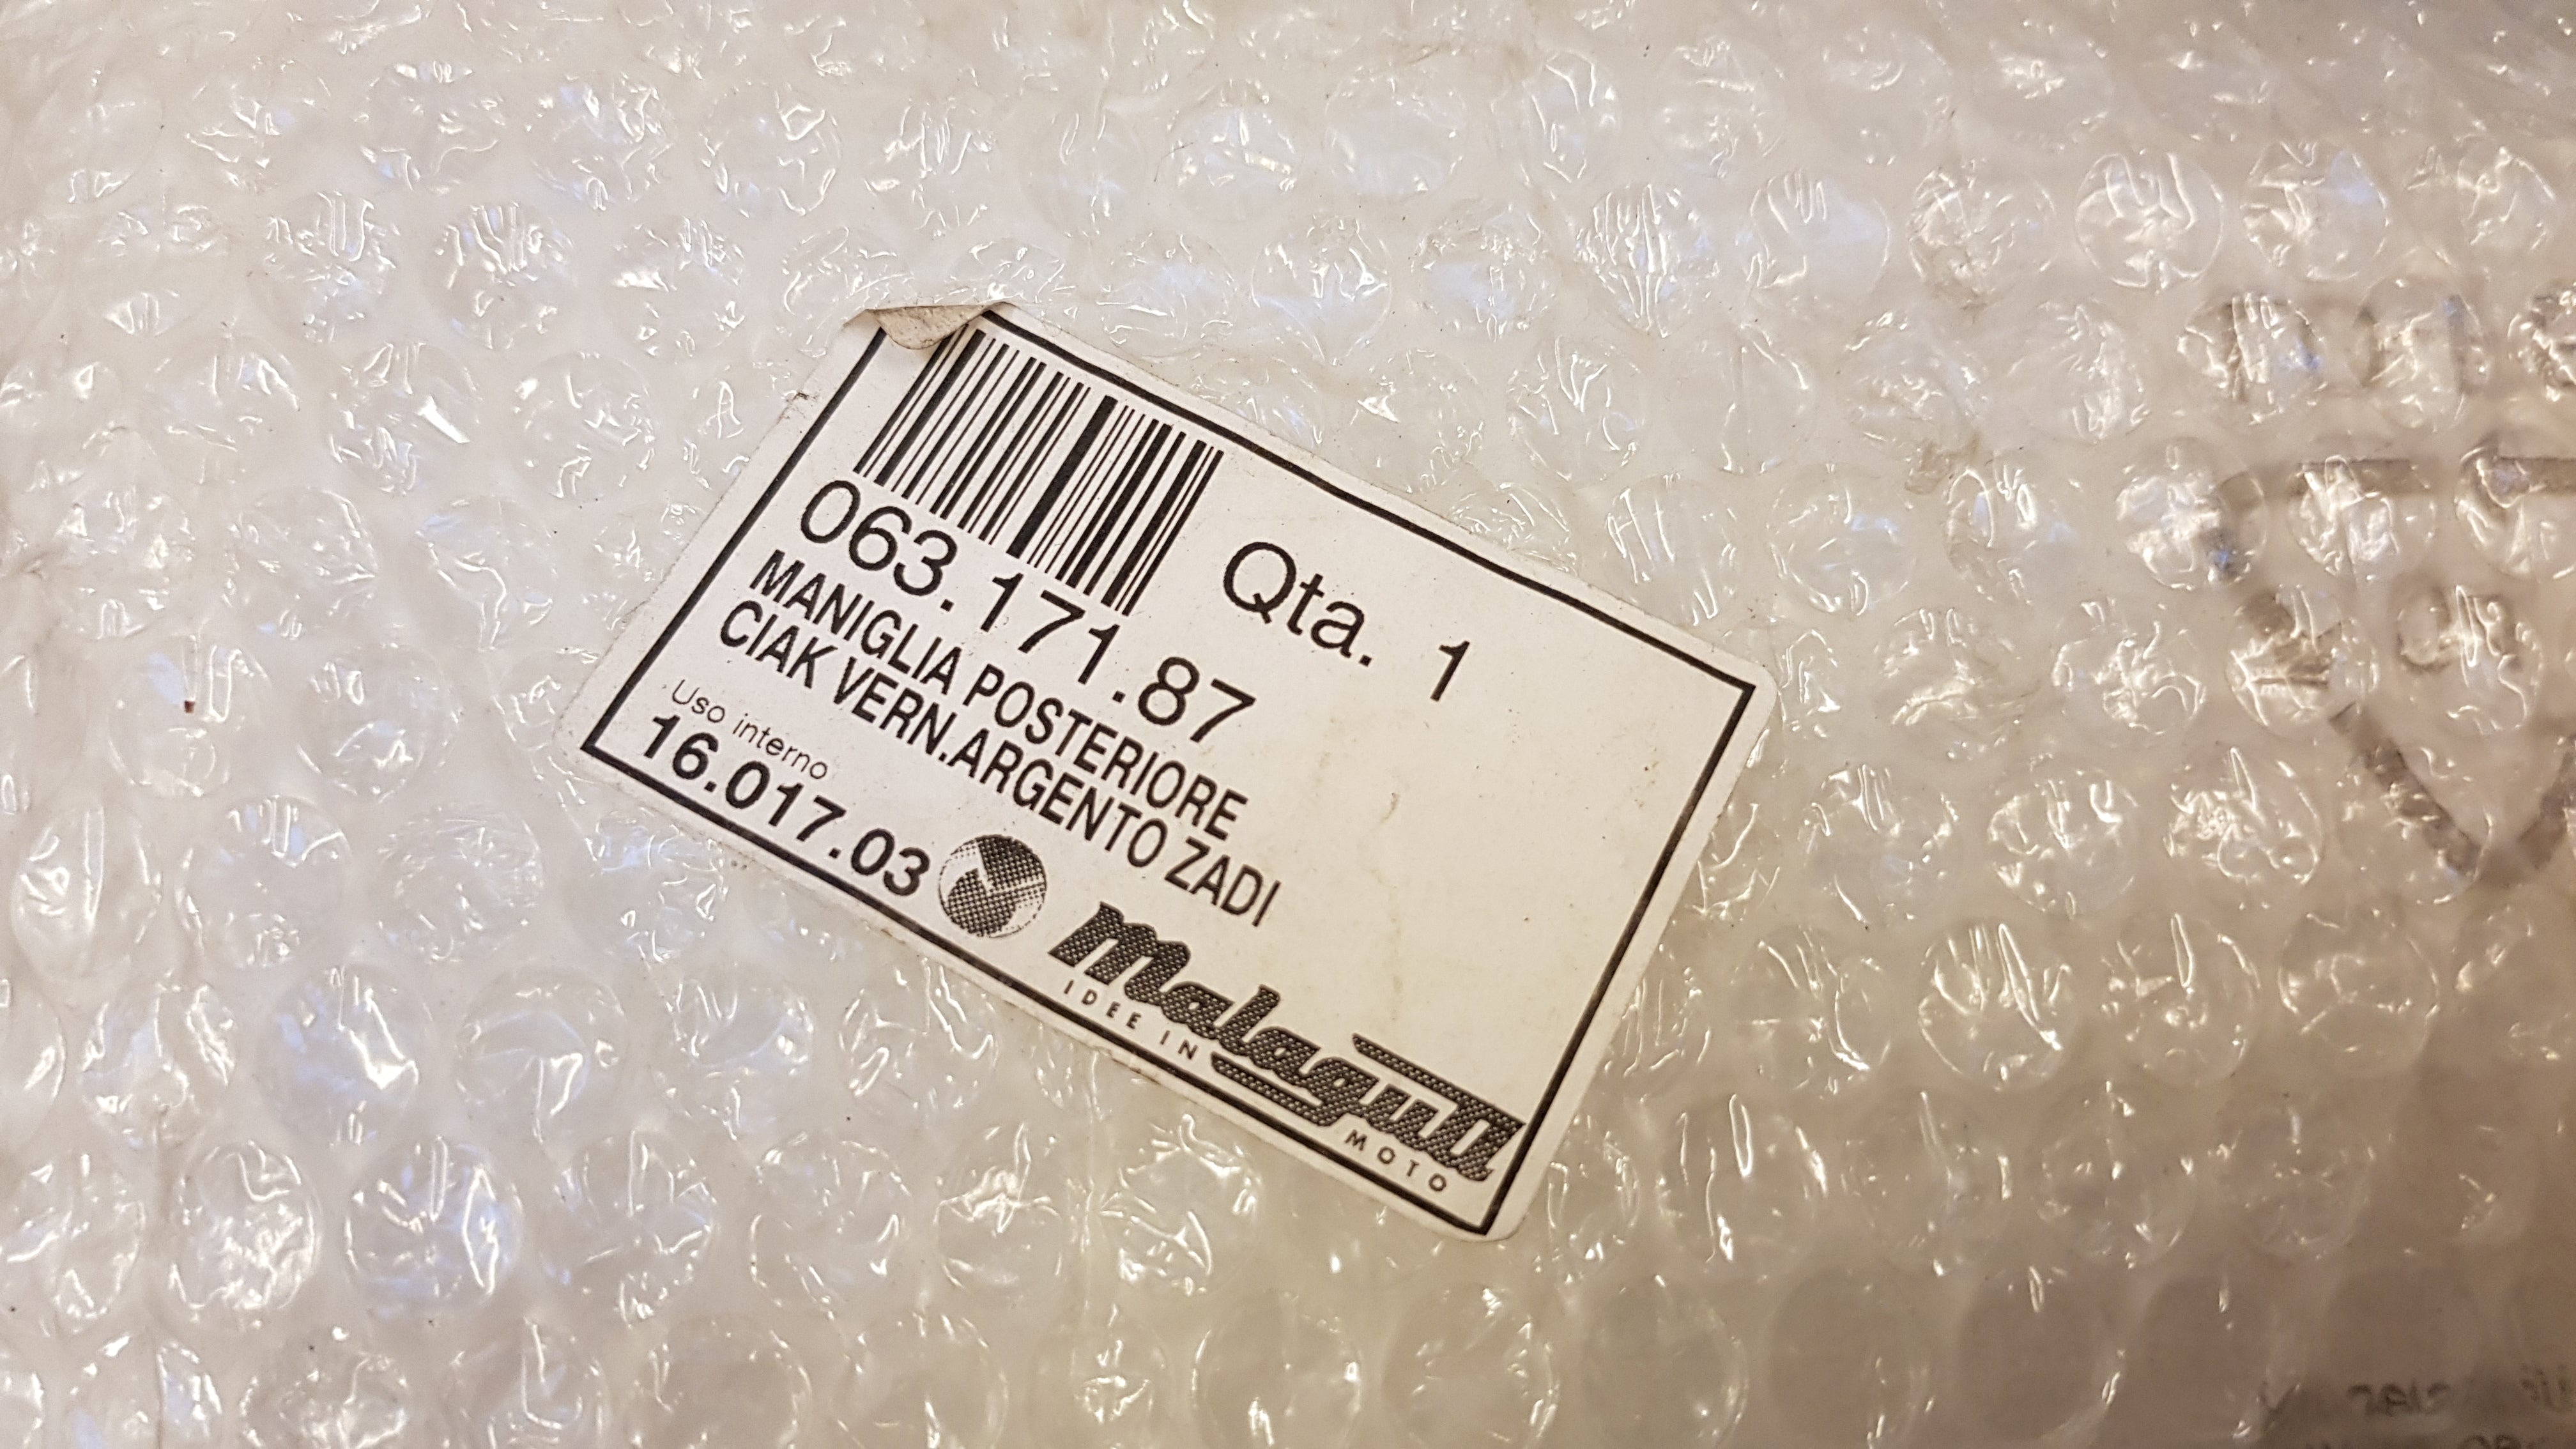 Qta. 1
063.171.87
MANIGLIA POSTERIORE
CIAK VERN.ARGENTO ZADI
Uso interno
16.017.03
malaguti
IDEE IN MOTO